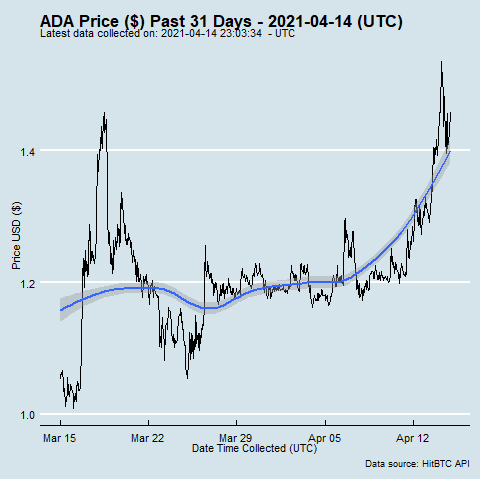 ADA Price ($) Past 31 Days - 2021-04-14 (UTC)
Latest data collected on: 2021-04-14 23:03:34  - UTC
Price USD ($)
1.4
1.2
1.0
Mar 15 Mar 22 Mar 29 Apr 05 Apr 12
Date Time Collected (UTC)
Data source: HitBTC API